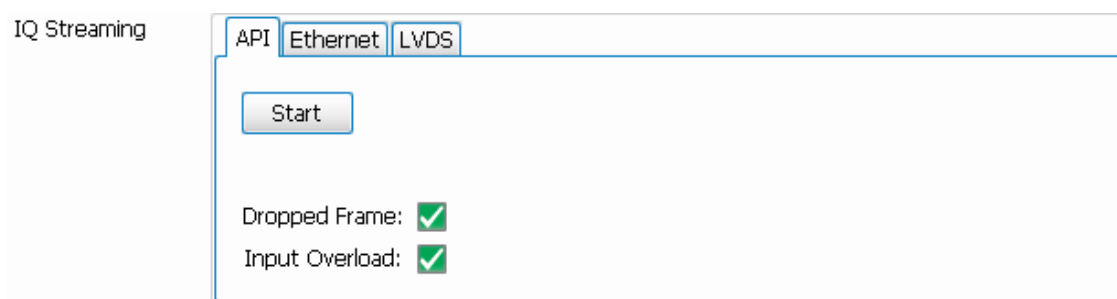 IQ Streaming
API Ethernet LVDS
Start
Dropped Frame:
Input Overload: